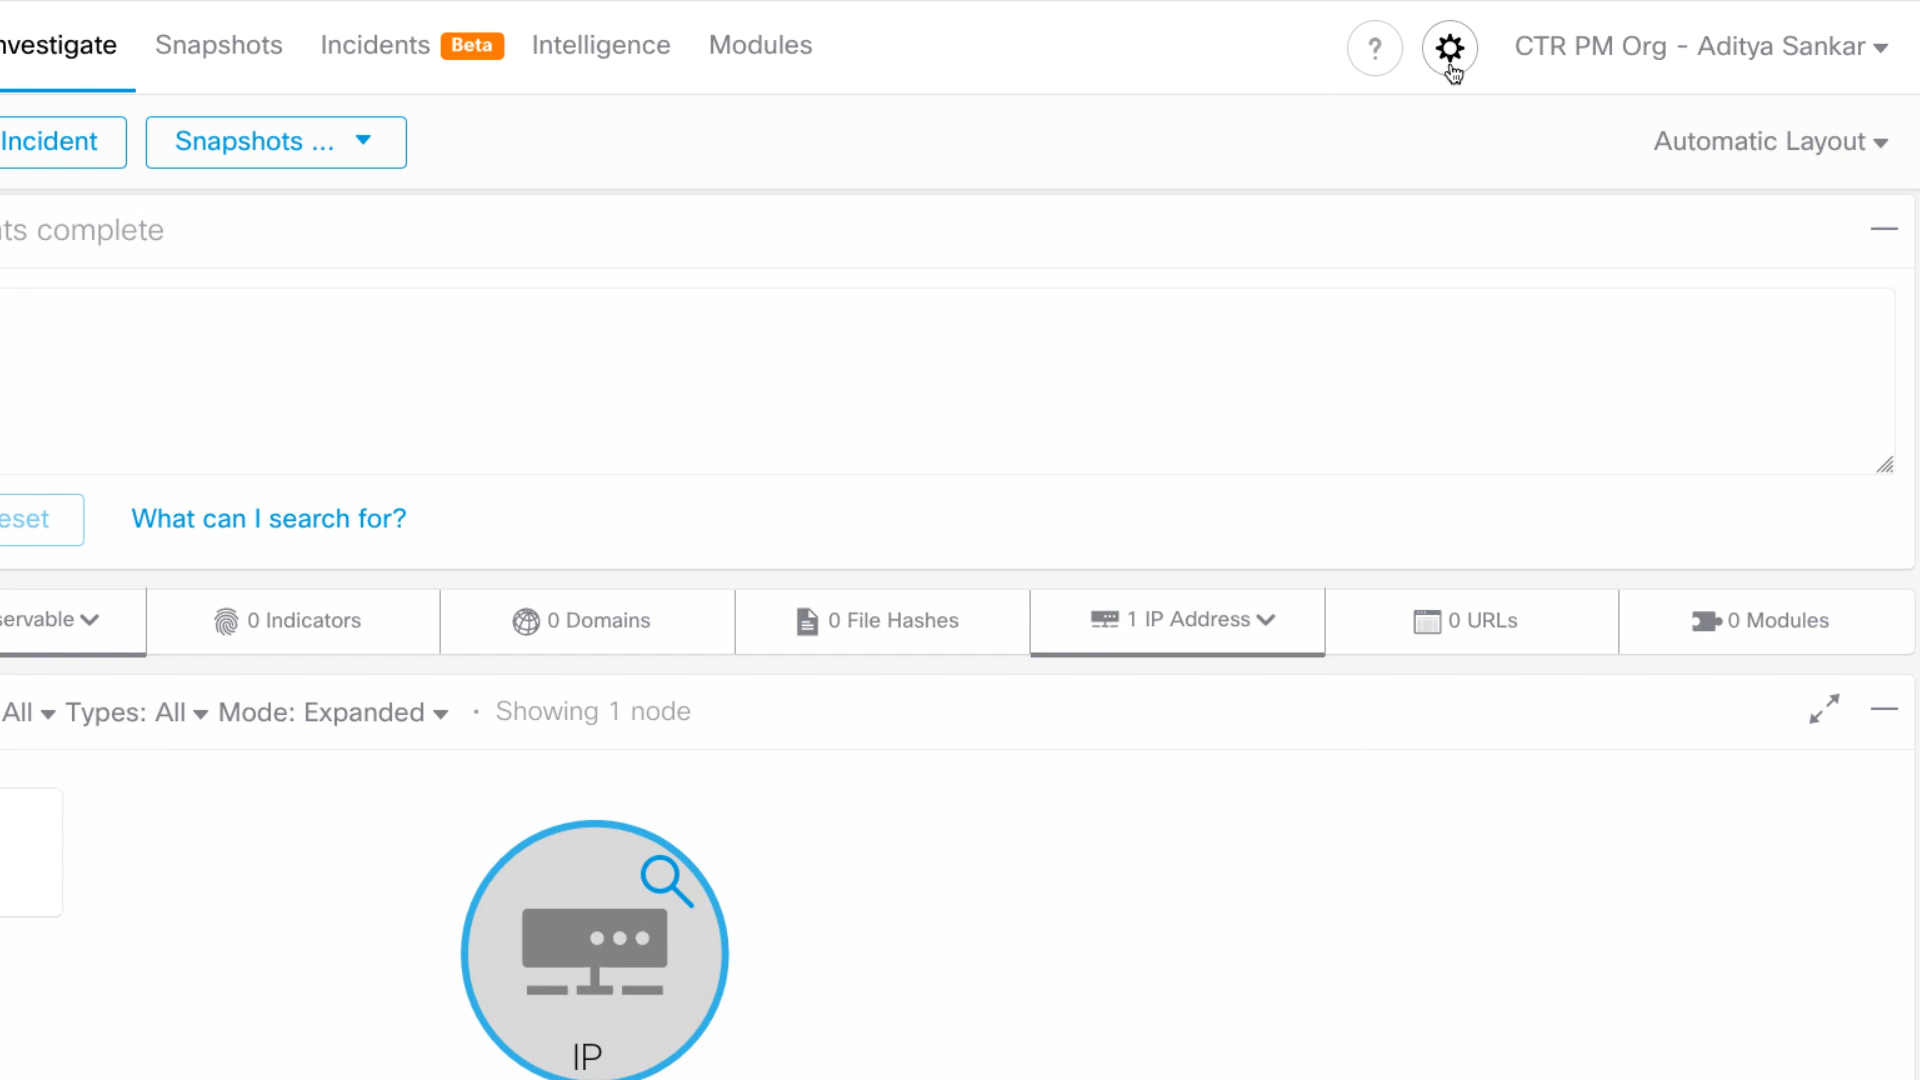 nvestigate Snapshots Incidents Beta Intelligence Modules ? CTR PM Org - Aditya Sankar
Incident Snapshots ... Automatic Layout
ts complete
eset What can I search for?
servable 0 Indicators 0 Domains 0 File Hashes 1 IP Address 0 URLs 0 Modules
All Types: All Mode: Expanded · Showing 1 node
IP